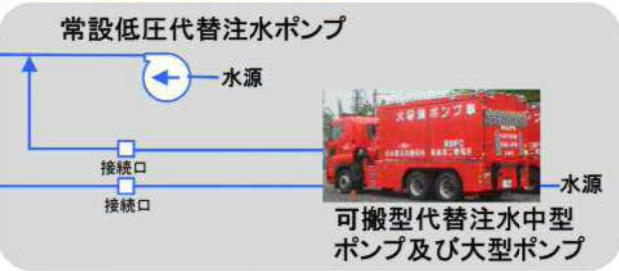 常設低圧代替注水ポンプ
水源
大容量ポンプ車
接続口
接続口
水源
可搬型代替注水中型
ポンプ及び大型ポンプ